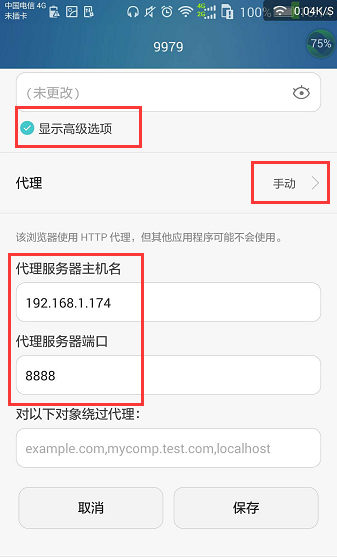 中国电信 4G
未插卡
4G
2G
100%
0.04K/S
9979
75%
（未更改）
显示高级选项
代理
手动
该浏览器使用 HTTP 代理，但其他应用程序可能不会使用。
代理服务器主机名
192.168.1.174
代理服务器端口
8888
对以下对象绕过代理：
example.com,mycomp.test.com,localhost
取消
保存